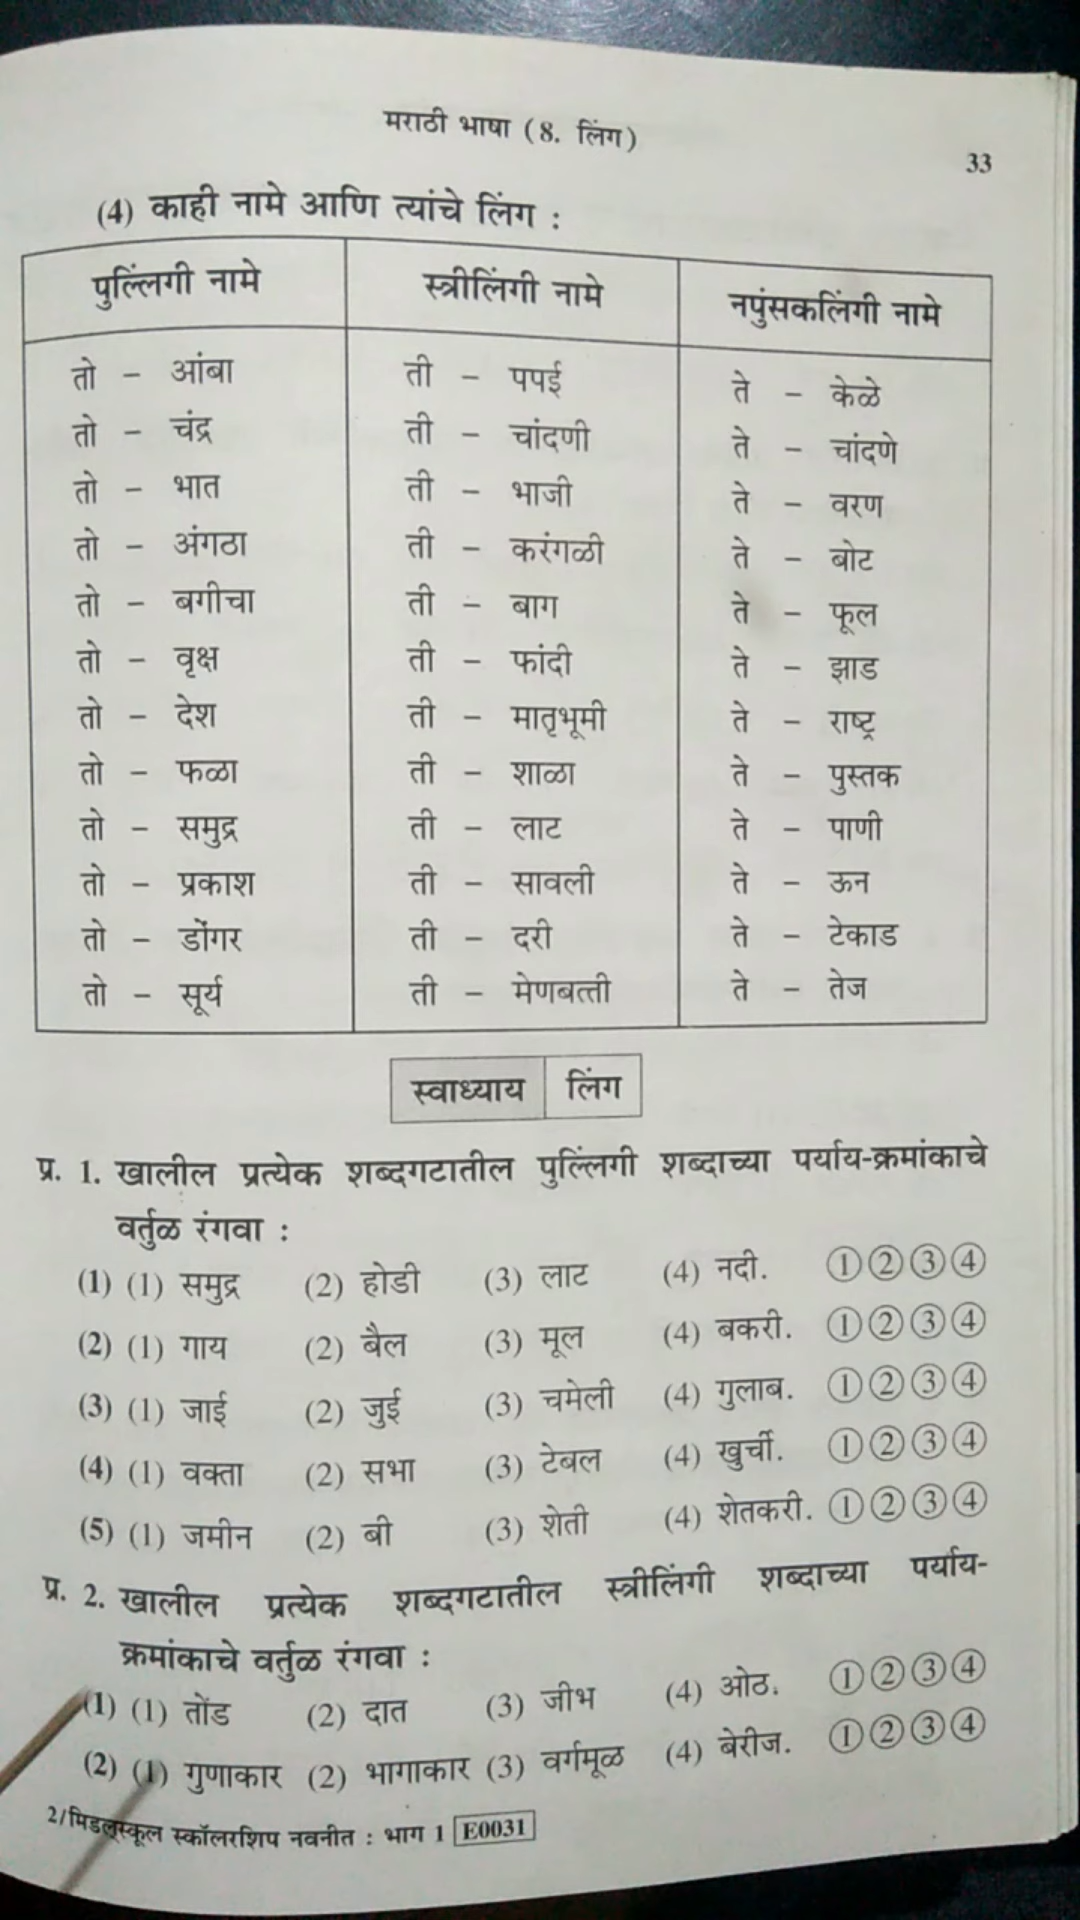 मराठी भाषा (8. लिंग)
33
(4) काही नामे आणि त्यांचे लिंग :
पुल्लिंगी नामे स्त्रीलिंगी नामे नपुंसकलिंगी नामे
तो – आंबा ती – पपई ते – केळे
तो – चंद्र ती – चांदणी ते – चांदणे
तो – भात ती – भाजी ते – वरण
तो – अंगठा ती – करंगळी ते – बोट
तो – बगीचा ती – बाग ते – फूल
तो – वृक्ष ती – फांदी ते – झाड
तो – देश ती – मातृभूमी ते – राष्ट्र
तो – फळा ती – शाळा ते – पुस्तक
तो – समुद्र ती – लाट ते – पाणी
तो – प्रकाश ती – सावली ते – ऊन
तो – डोंगर ती – दरी ते – टेकाड
तो – सूर्य ती – मेणबत्ती ते – तेज
स्वाध्याय लिंग
प्र. 1. खालील प्रत्येक शब्दगटातील पुल्लिंगी शब्दाच्या पर्याय-क्रमांकाचे
वर्तुळ रंगवा :
(1) (1) समुद्र (2) होडी (3) लाट (4) नदी. ① ② ③ ④
(2) (1) गाय (2) बैल (3) मूल (4) बकरी. ① ② ③ ④
(3) (1) जाई (2) जुई (3) चमेली (4) गुलाब. ① ② ③ ④
(4) (1) वक्ता (2) सभा (3) टेबल (4) खुर्ची. ① ② ③ ④
(5) (1) जमीन (2) बी (3) शेती (4) शेतकरी. ① ② ③ ④
प्र. 2. खालील प्रत्येक शब्दगटातील स्त्रीलिंगी शब्दाच्या पर्याय-
क्रमांकाचे वर्तुळ रंगवा :
(1) (1) तोंड (2) दात (3) जीभ (4) ओठ. ① ② ③ ④
(2) (1) गुणाकार (2) भागाकार (3) वर्गमूळ (4) बेरीज. ① ② ③ ④
2/मिडल्स्कूल स्कॉलरशिप नवनीत : भाग 1 E0031